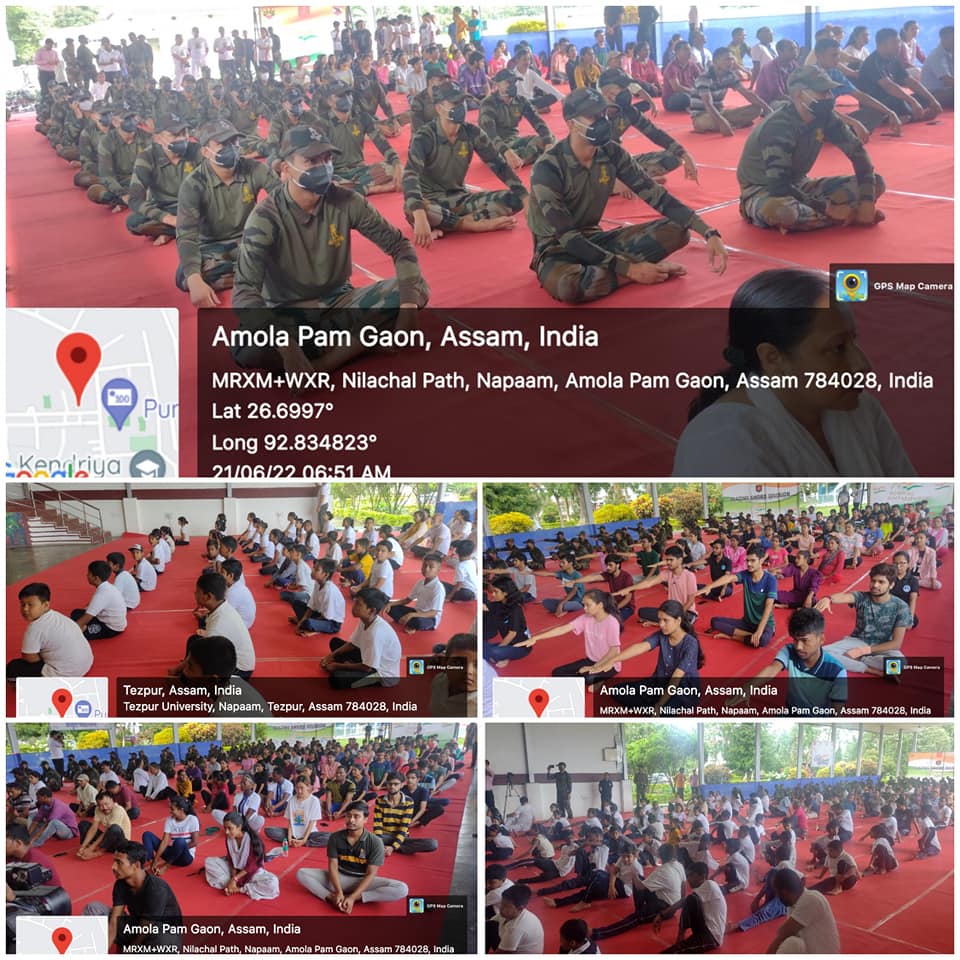 GPS Map Camera
Amola Pam Gaon, Assam, India
MRXM+WXR, Nilachal Path, Napaam, Amola Pam Gaon, Assam 784028, India
Lat 26.6997°
Long 92.834823°
21/06/22 06:51 AM
Pur
Kendriya
Google
GPS Map Camera
Tezpur, Assam, India
Tezpur University, Napaam, Tezpur, Assam 784028, India
Pu
GPS Map Camera
Amola Pam Gaon, Assam, India
MRXM+WXR, Nilachal Path, Napaam, Amola Pam Gaon, Assam 784028, India
GPS Map Camera
Amola Pam Gaon, Assam, India
MRXM+WXR, Nilachal Path, Napaam, Amola Pam Gaon, Assam 784028, India